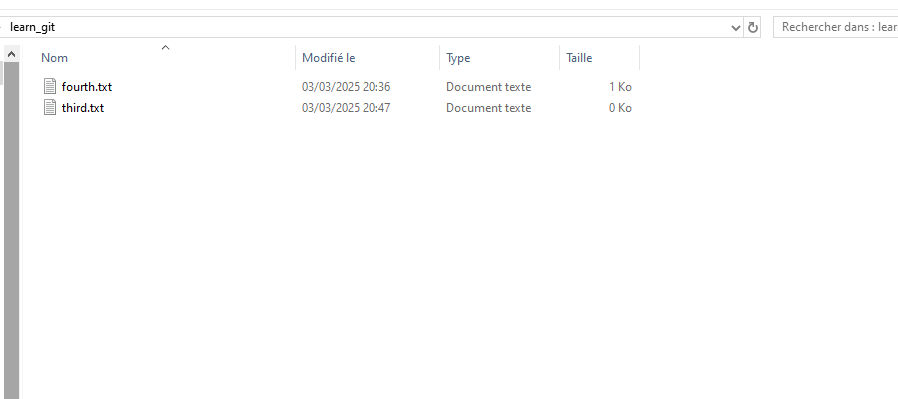 learn_git Rechercher dans : lear
Nom Modifié le Type Taille
fourth.txt 03/03/2025 20:36 Document texte 1 Ko
third.txt 03/03/2025 20:47 Document texte 0 Ko